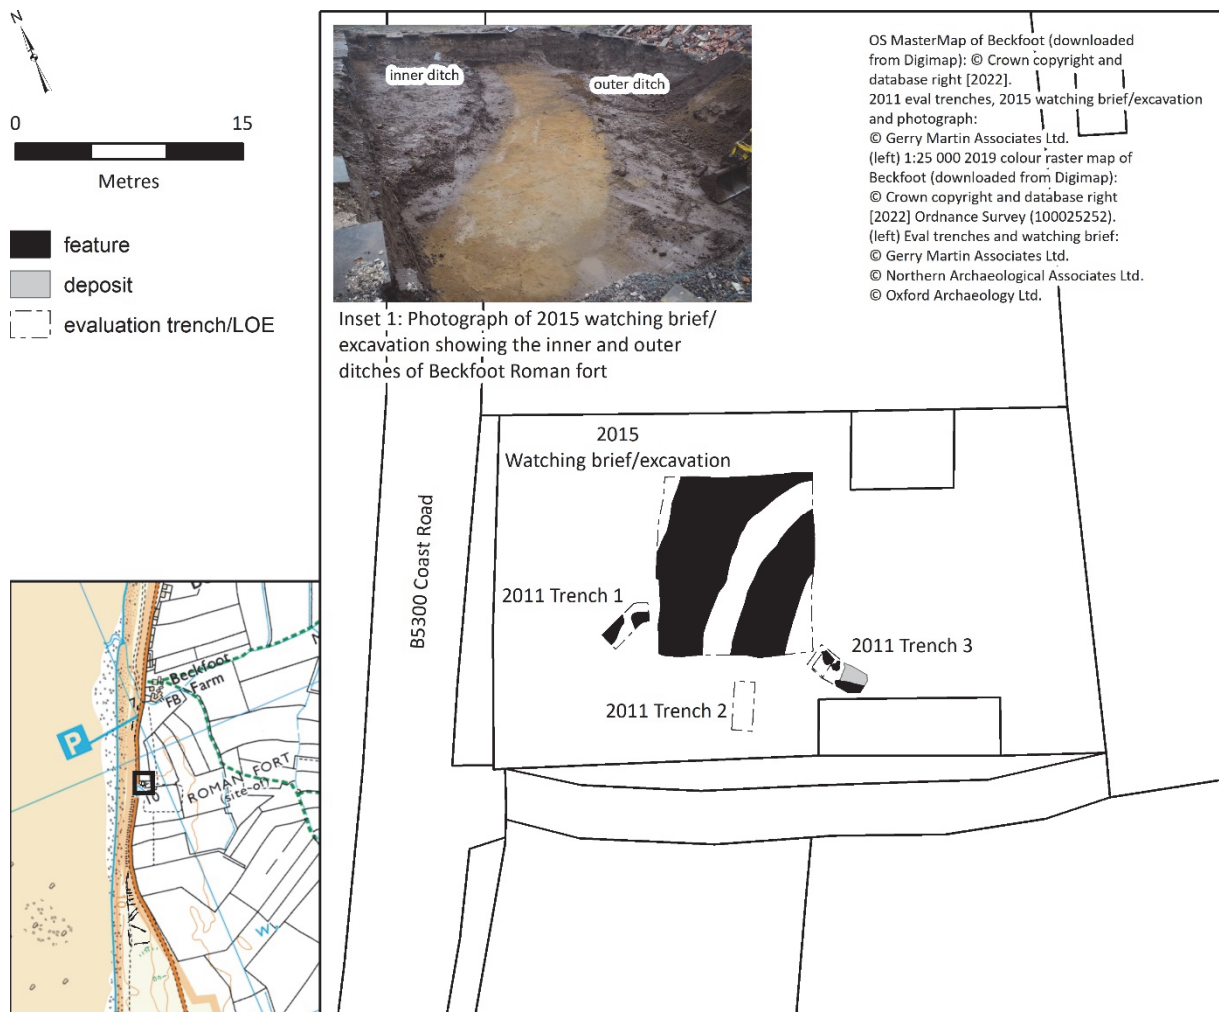 N
0
15
Metres
feature
deposit
evaluation trench/LOE
inner ditch
outer ditch
Inset 1: Photograph of 2015 watching brief/
excavation showing the inner and outer
ditches of Beckfoot Roman fort
OS MasterMap of Beckfoot (downloaded
from Digimap): © Crown copyright and
database right [2022].
2011 eval trenches, 2015 watching brief/excavation
and photograph:
© Gerry Martin Associates Ltd.
(left) 1:25 000 2019 colour raster map of
Beckfoot (downloaded from Digimap):
© Crown copyright and database right
[2022] Ordnance Survey (100025252).
(left) Eval trenches and watching brief:
© Gerry Martin Associates Ltd.
© Northern Archaeological Associates Ltd.
© Oxford Archaeology Ltd.
2015
Watching brief/excavation
B5300 Coast Road
2011 Trench 1
2011 Trench 3
2011 Trench 2
Beckfoot
Farm
FB
7
P
10
ROMAN FORT
(site of)